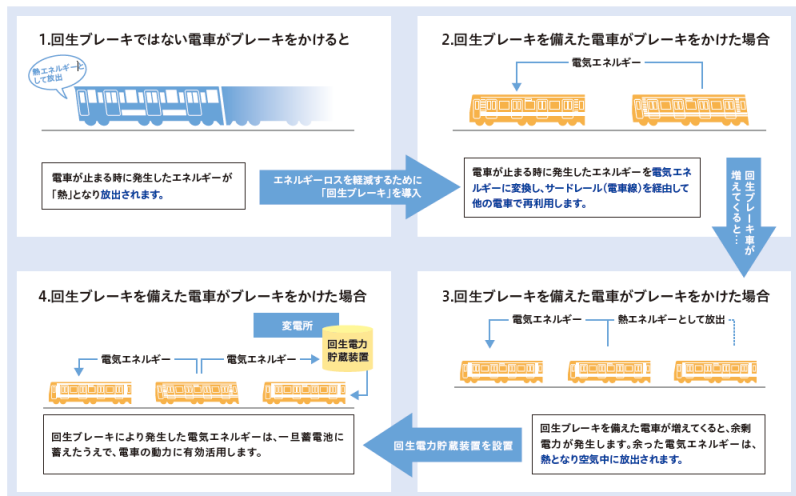 1.回生ブレーキではない電車がブレーキをかけると
熱エネルギーと
して放出
電車が止まる時に発生したエネルギーが
「熱」となり放出されます。
エネルギーロスを軽減するために
「回生ブレーキ」を導入
2.回生ブレーキを備えた電車がブレーキをかけた場合
電気エネルギー
電車が止まる時に発生したエネルギーを電気エネ
ルギーに変換し、サードレール(電車線)を経由して
他の電車で再利用します。
回生ブレーキ車が
増えてくると…
3.回生ブレーキを備えた電車がブレーキをかけた場合
電気エネルギー
熱エネルギーとして放出
回生ブレーキを備えた電車が増えてくると、余剰
電力が発生します。余った電気エネルギーは、
熱となり空気中に放出されます。
回生電力貯蔵装置を設置
4.回生ブレーキを備えた電車がブレーキをかけた場合
変電所
回生電力
貯蔵装置
電気エネルギー
電気エネルギー
回生ブレーキにより発生した電気エネルギーは、一旦蓄電池に
蓄えたうえで、電車の動力に有効活用します。